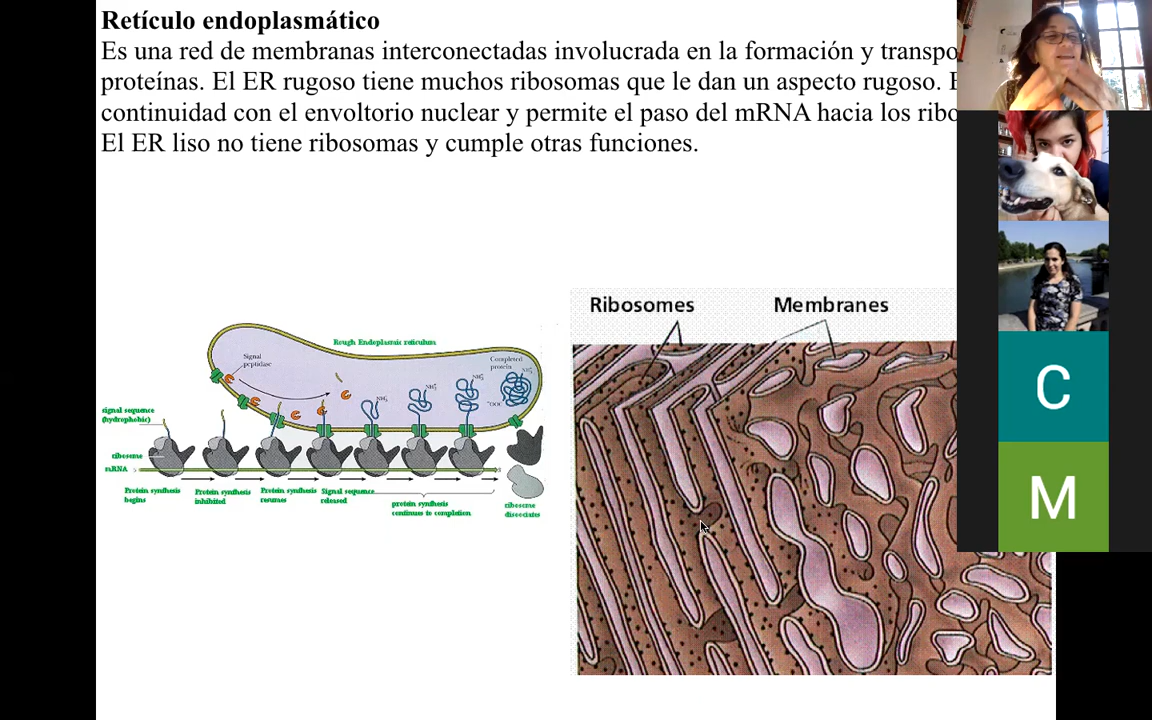 Retículo endoplasmático
Es una red de membranas interconectadas involucrada en la formación y transpo
proteínas. El ER rugoso tiene muchos ribosomas que le dan un aspecto rugoso. E
continuidad con el envoltorio nuclear y permite el paso del mRNA hacia los ribo
El ER liso no tiene ribosomas y cumple otras funciones.
Ribosomes
Membranes
Rough Endoplasmic reticulum
Signal
peptidase
Completed
protein
signal sequence
(hydrophobic)
ribosome
mRNA
Protein synthesis
begins
Protein synthesis
inhibited
Protein synthesis
resumes
Signal sequence
released
protein synthesis
continues to completion
ribosome
dissociates
C
M